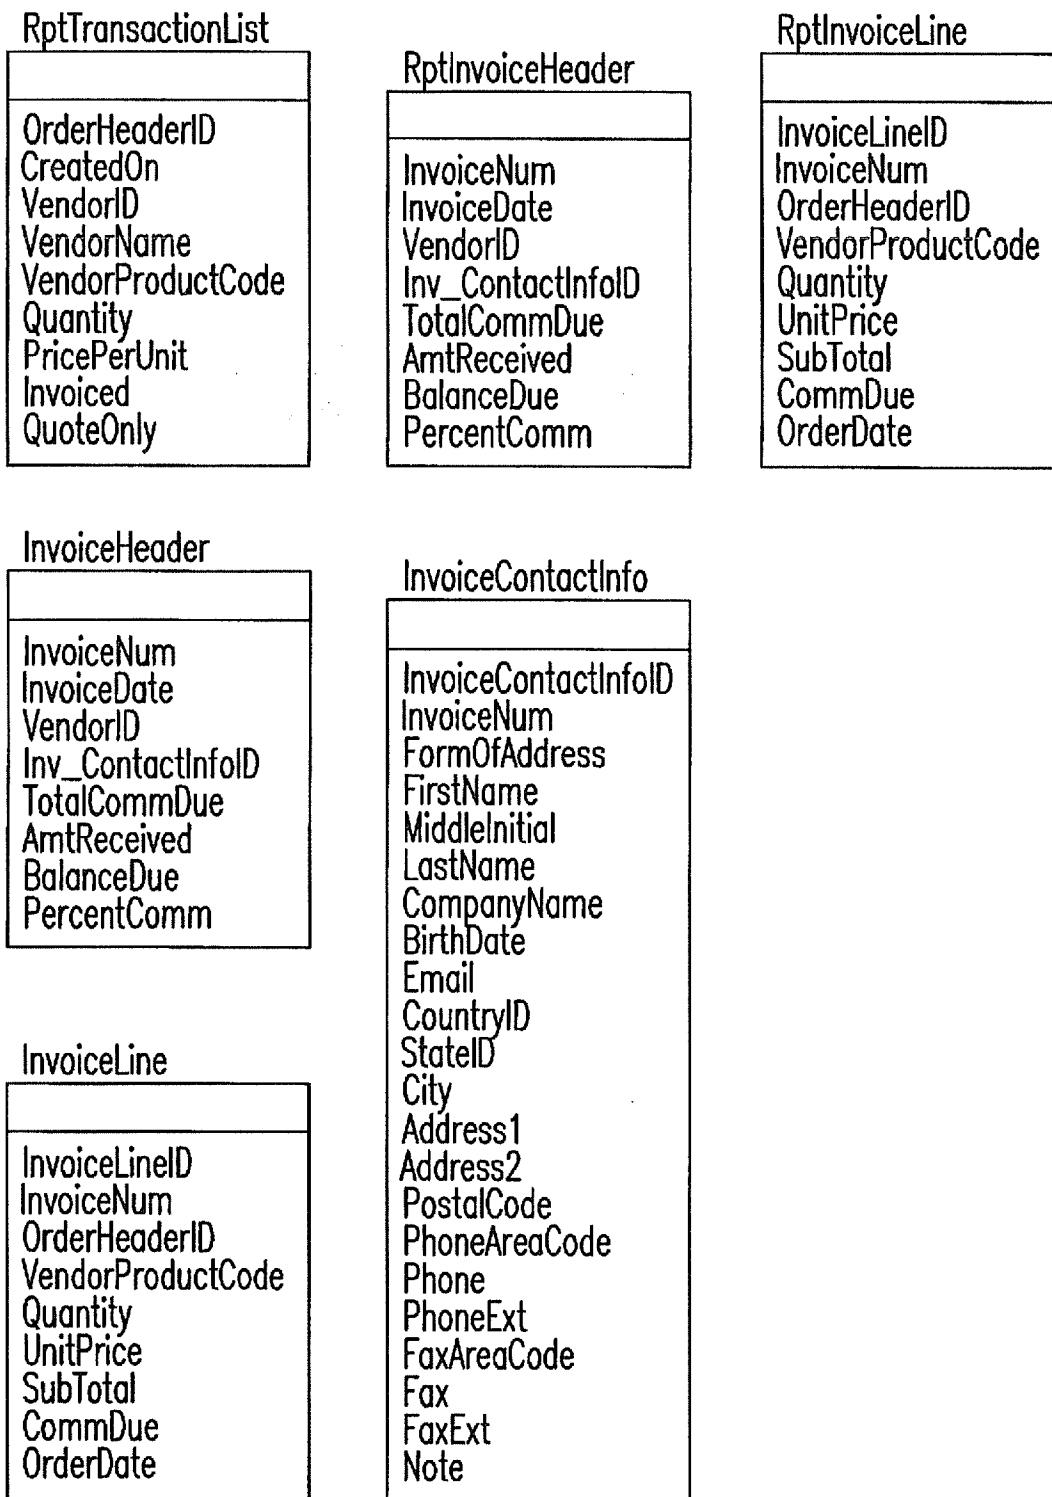 RptTransactionList
OrderHeaderID
CreatedOn
VendorID
VendorName
VendorProductCode
Quantity
PricePerUnit
Invoiced
QuoteOnly
RptInvoiceHeader
InvoiceNum
InvoiceDate
VendorID
Inv_ContactInfoID
TotalCommDue
AmtReceived
BalanceDue
PercentComm
RptInvoiceLine
InvoiceLineID
InvoiceNum
OrderHeaderID
VendorProductCode
Quantity
UnitPrice
SubTotal
CommDue
OrderDate
InvoiceHeader
InvoiceNum
InvoiceDate
VendorID
Inv_ContactInfoID
TotalCommDue
AmtReceived
BalanceDue
PercentComm
InvoiceContactInfo
InvoiceContactInfoID
InvoiceNum
FormOfAddress
FirstName
MiddleInitial
LastName
CompanyName
BirthDate
Email
CountryID
StateID
City
Address1
Address2
PostalCode
PhoneAreaCode
Phone
PhoneExt
FaxAreaCode
Fax
FaxExt
Note
InvoiceLine
InvoiceLineID
InvoiceNum
OrderHeaderID
VendorProductCode
Quantity
UnitPrice
SubTotal
CommDue
OrderDate